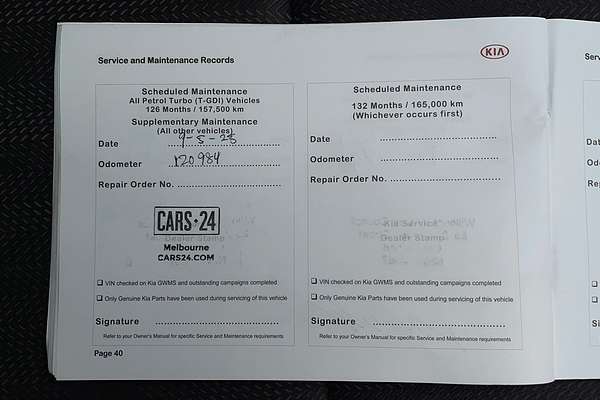 Service and Maintenance Records
KIA
Scheduled Maintenance
All Petrol Turbo (T-GDI) Vehicles
126 Months / 157,500 km
Supplementary Maintenance
(All other vehicles)
Date 9-5-25
Odometer 120984
Repair Order No.
CARS24
Melbourne
CARS24.COM
❑ VIN checked on Kia GWMS and outstanding campaigns completed
❑ Only Genuine Kia Parts have been used during servicing of this vehicle
Signature
Refer to your Owner's Manual for specific Service and Maintenance requirements
Page 40
Scheduled Maintenance
132 Months / 165,000 km
(Whichever occurs first)
Date
Odometer
Repair Order No.
Kia Service
Dealer Stamp
❑ VIN checked on Kia GWMS and outstanding campaigns completed
❑ Only Genuine Kia Parts have been used during servicing of this vehicle
Signature
Refer to your Owner's Manual for specific Service and Maintenance requirements